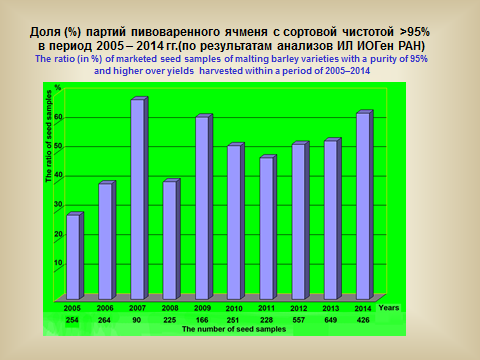 Доля (%) партий пивоваренного ячменя с сортовой чистотой >95%
в период 2005 – 2014 гг.(по результатам анализов ИЛ ИОГен РАН)
The ratio (in %) of marketed seed samples of malting barley varieties with a purity of 95%
and higher over yields harvested within a period of 2005–2014
%
60
50
40
30
20
10
The ratio of seed samples
2005 2006 2007 2008 2009 2010 2011 2012 2013 2014 Years
254 264 90 225 166 251 228 557 649 426
The number of seed samples